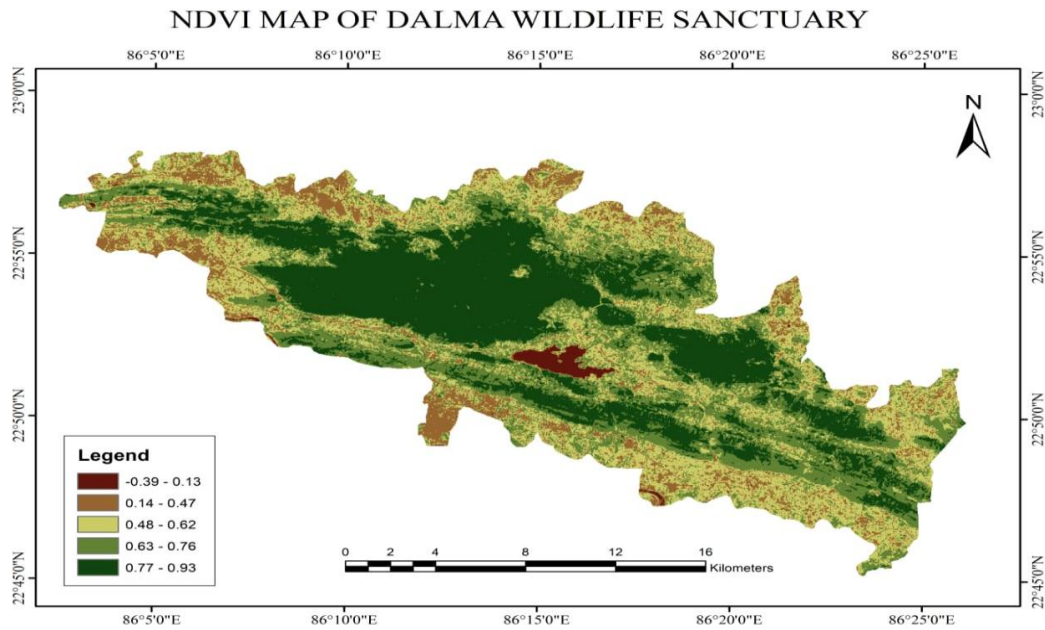 NDVI MAP OF DALMA WILDLIFE SANCTUARY
86°5'0"E 86°10'0"E 86°15'0"E 86°20'0"E 86°25'0"E
23°0'0"N 23°0'0"N
N
22°55'0"N 22°55'0"N
22°50'0"N 22°50'0"N
Legend
-0.39 - 0.13
0.14 - 0.47
0.48 - 0.62
0.63 - 0.76
0.77 - 0.93
0 2 4 8 12 16
Kilometers
22°45'0"N 22°45'0"N
86°5'0"E 86°10'0"E 86°15'0"E 86°20'0"E 86°25'0"E